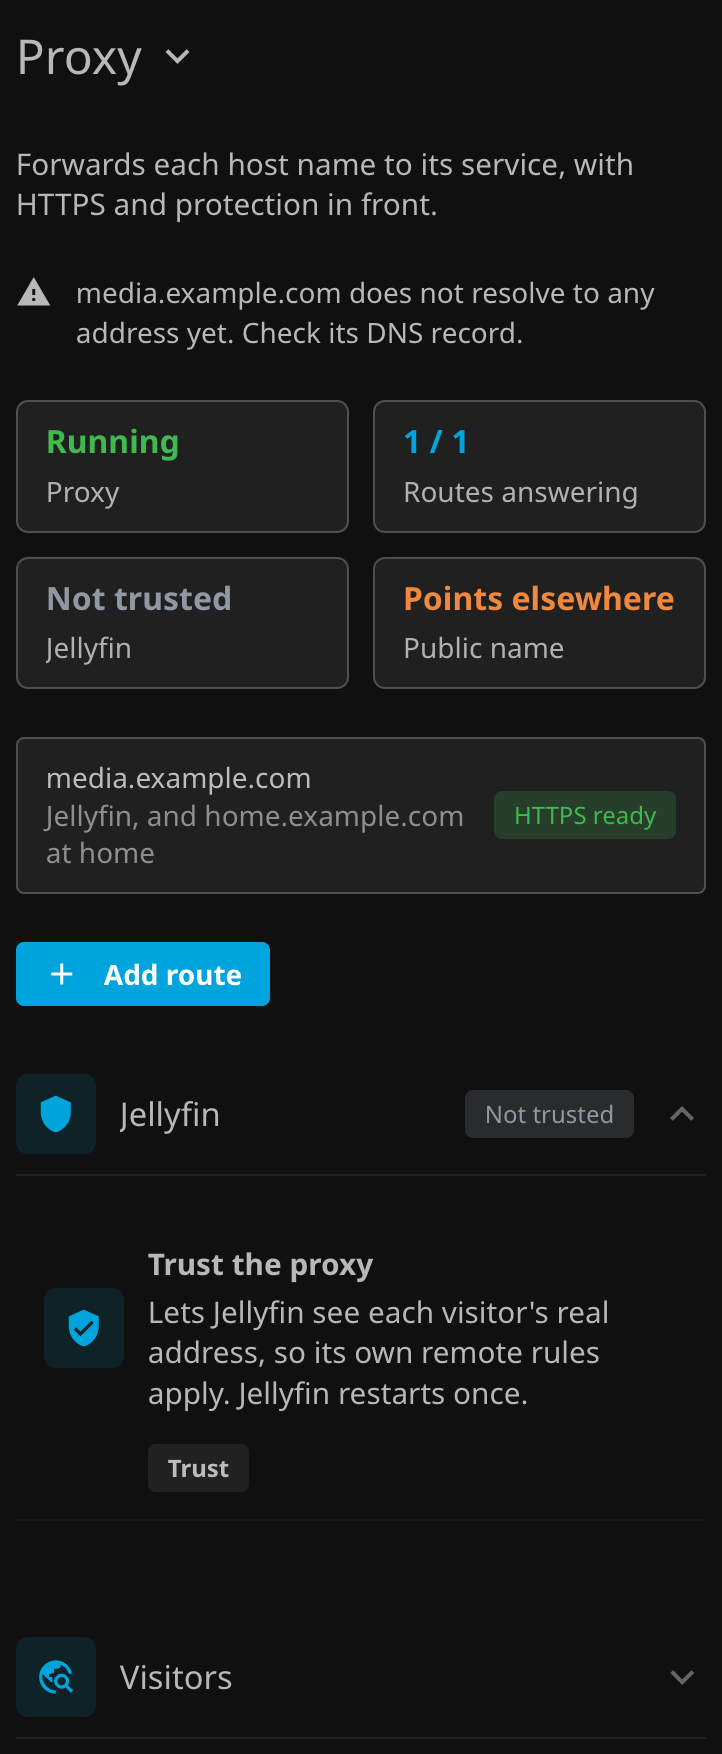 Proxy
Forwards each host name to its service, with
HTTPS and protection in front.
media.example.com does not resolve to any
address yet. Check its DNS record.
Running
Proxy
1 / 1
Routes answering
Not trusted
Jellyfin
Points elsewhere
Public name
media.example.com
Jellyfin, and home.example.com
at home
HTTPS ready
Add route
Jellyfin
Not trusted
Trust the proxy
Lets Jellyfin see each visitor's real
address, so its own remote rules
apply. Jellyfin restarts once.
Trust
Visitors